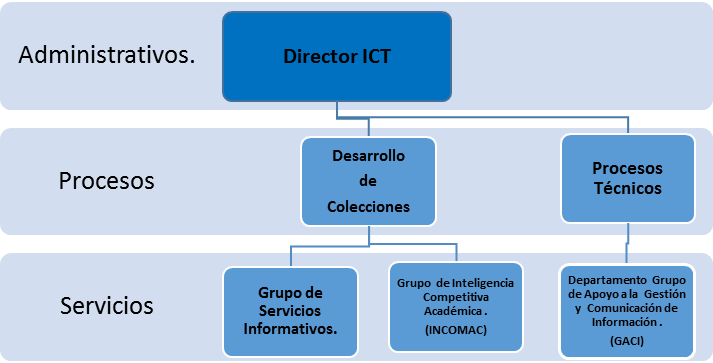 Administrativos.
Director ICT
Procesos
Desarrollo
de
Colecciones
Procesos
Técnicos
Servicios
Grupo de
Servicios
Informativos.
Grupo de Inteligencia
Competitiva
Académica .
(INCOMAC)
Departamento Grupo
de Apoyo a la Gestión
y Comunicación de
Información .
(GACI)